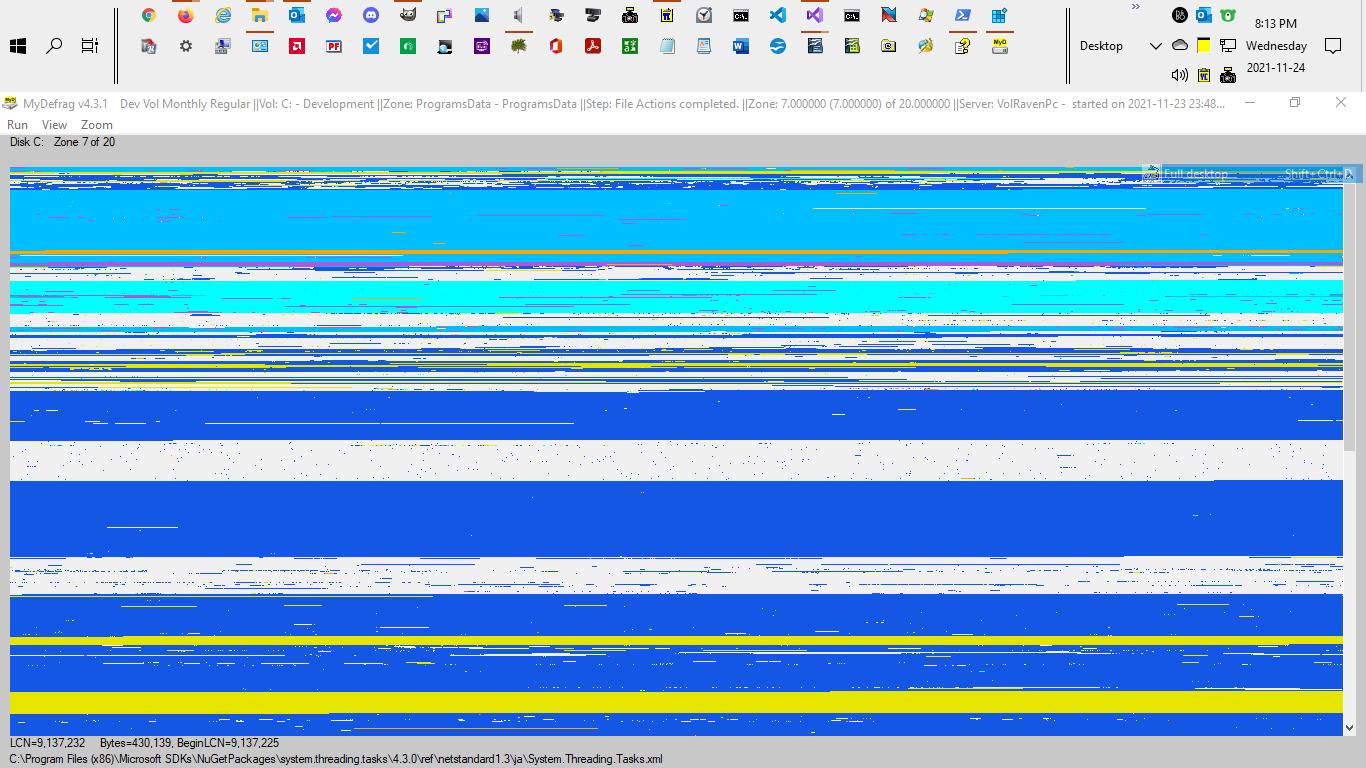 8:13 PM
Desktop
Wednesday
2021-11-24
MyDefrag v4.3.1 Dev Vol Monthly Regular ||Vol: C: - Development ||Zone: ProgramsData - ProgramsData ||Step: File Actions completed. ||Zone: 7.000000 (7.000000) of 20.000000 ||Server: VolRavenPc - started on 2021-11-23 23:48...
Run View Zoom
Disk C: Zone 7 of 20
Full desktop Shift+Ctrl+D
LCN=9,137,232 Bytes=430,139, BeginLCN=9,137,225
C:\Program Files (x86)\Microsoft SDKs\NuGetPackages\system.threading.tasks\4.3.0\ref\netstandard1.3\ja\System.Threading.Tasks.xml